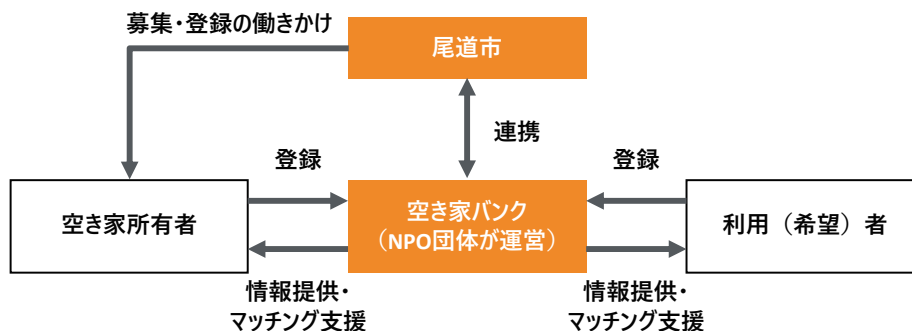 募集・登録の働きかけ
尾道市
連携
登録
登録
空き家所有者
空き家バンク
（NPO団体が運営）
利用（希望）者
情報提供・
マッチング支援
情報提供・
マッチング支援